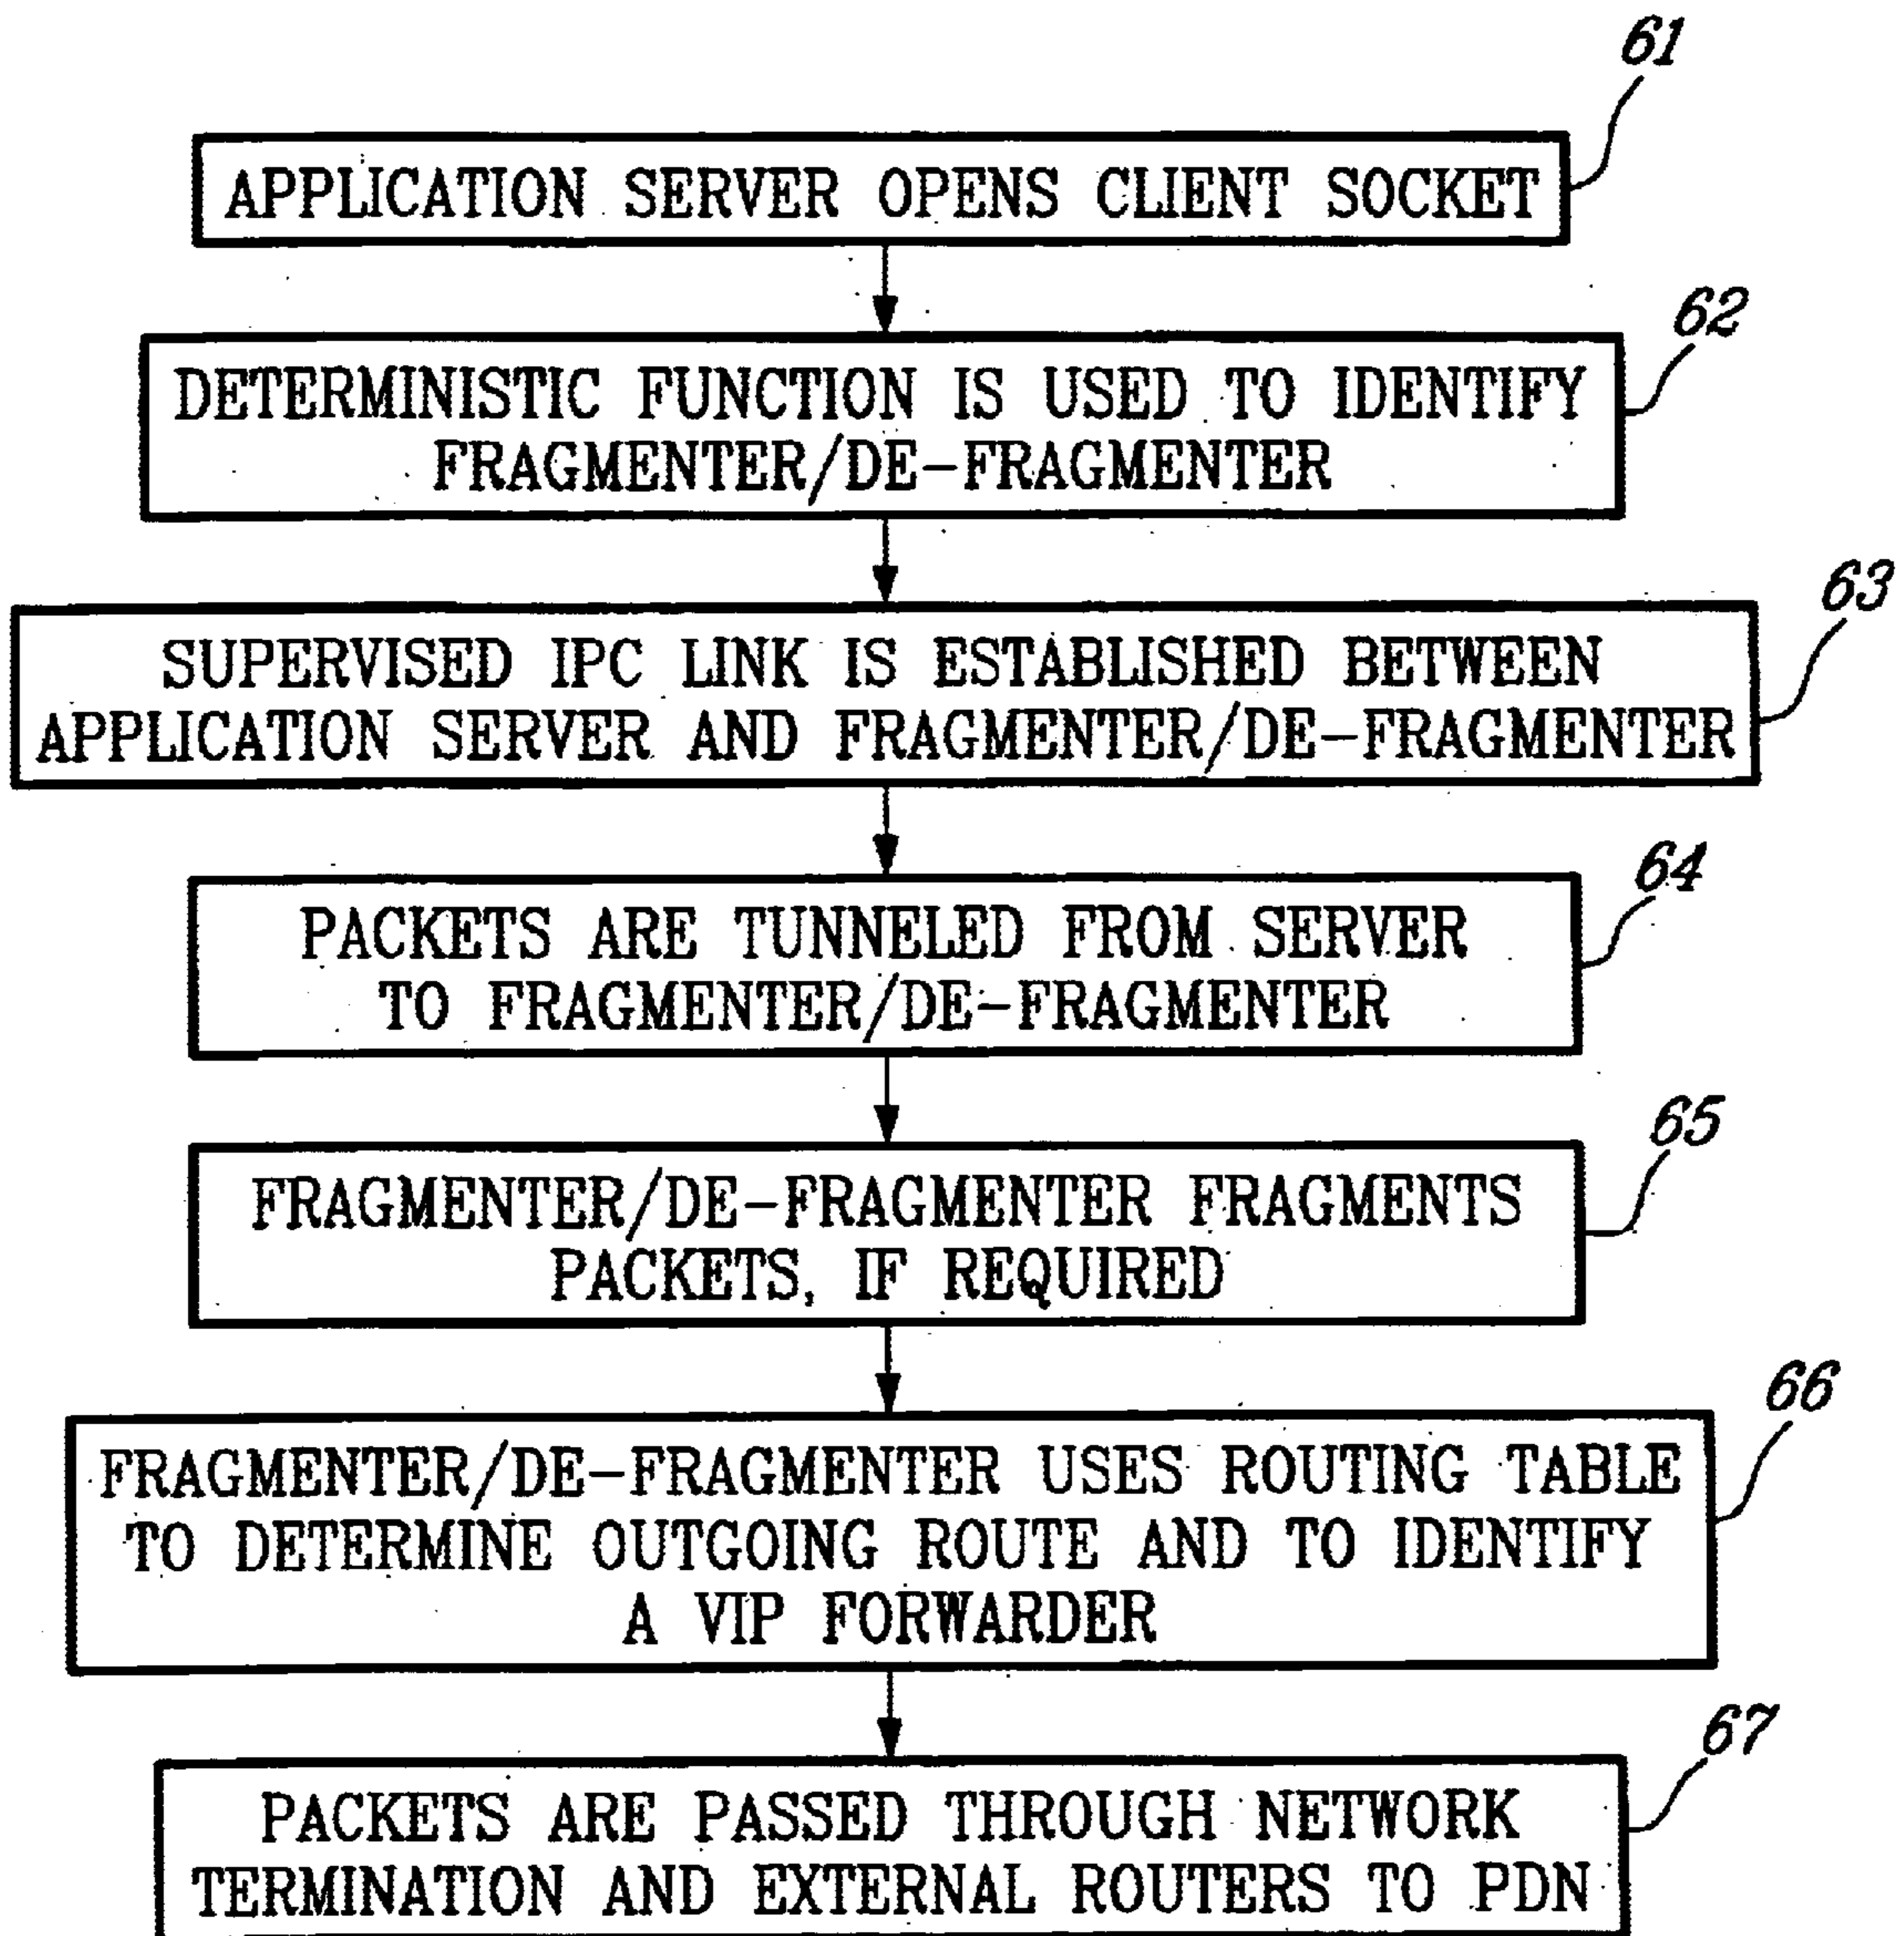 61
APPLICATION SERVER OPENS CLIENT SOCKET
62
DETERMINISTIC FUNCTION IS USED TO IDENTIFY
FRAGMENTER/DE-FRAGMENTER
63
SUPERVISED IPC LINK IS ESTABLISHED BETWEEN
APPLICATION SERVER AND FRAGMENTER/DE-FRAGMENTER
64
PACKETS ARE TUNNELED FROM SERVER
TO FRAGMENTER/DE-FRAGMENTER
65
FRAGMENTER/DE-FRAGMENTER FRAGMENTS
PACKETS, IF REQUIRED
66
FRAGMENTER/DE-FRAGMENTER USES ROUTING TABLE
TO DETERMINE OUTGOING ROUTE AND TO IDENTIFY
A VIP FORWARDER
67
PACKETS ARE PASSED THROUGH NETWORK
TERMINATION AND EXTERNAL ROUTERS TO PDN